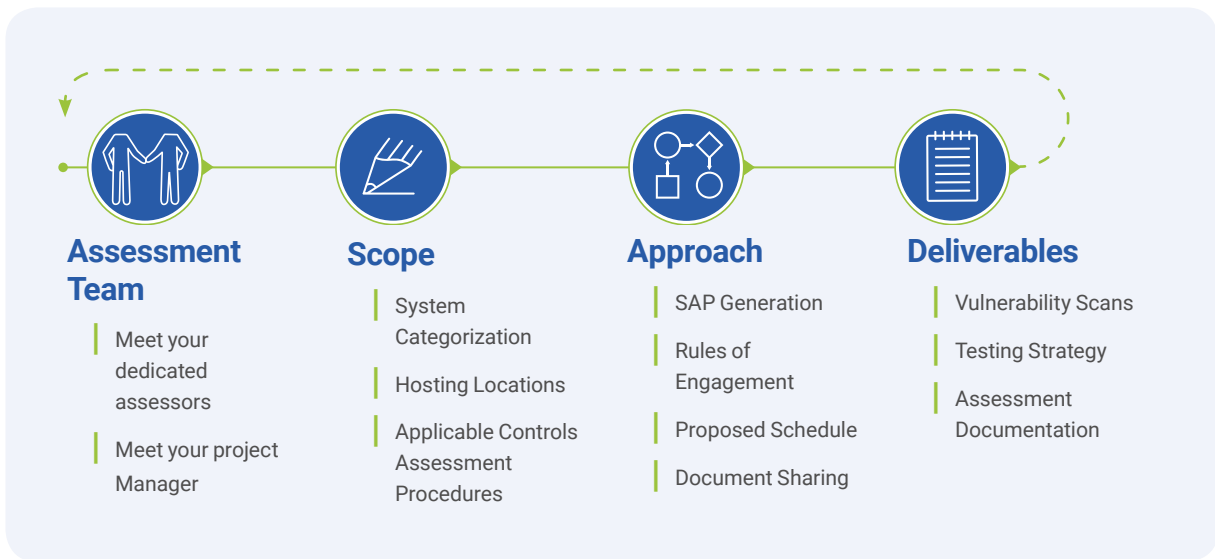 Assessment
Team
Meet your
dedicated
assessors
Meet your project
Manager
Scope
System
Categorization
Hosting Locations
Applicable Controls
Assessment
Procedures
Approach
SAP Generation
Rules of
Engagement
Proposed Schedule
Document Sharing
Deliverables
Vulnerability Scans
Testing Strategy
Assessment
Documentation